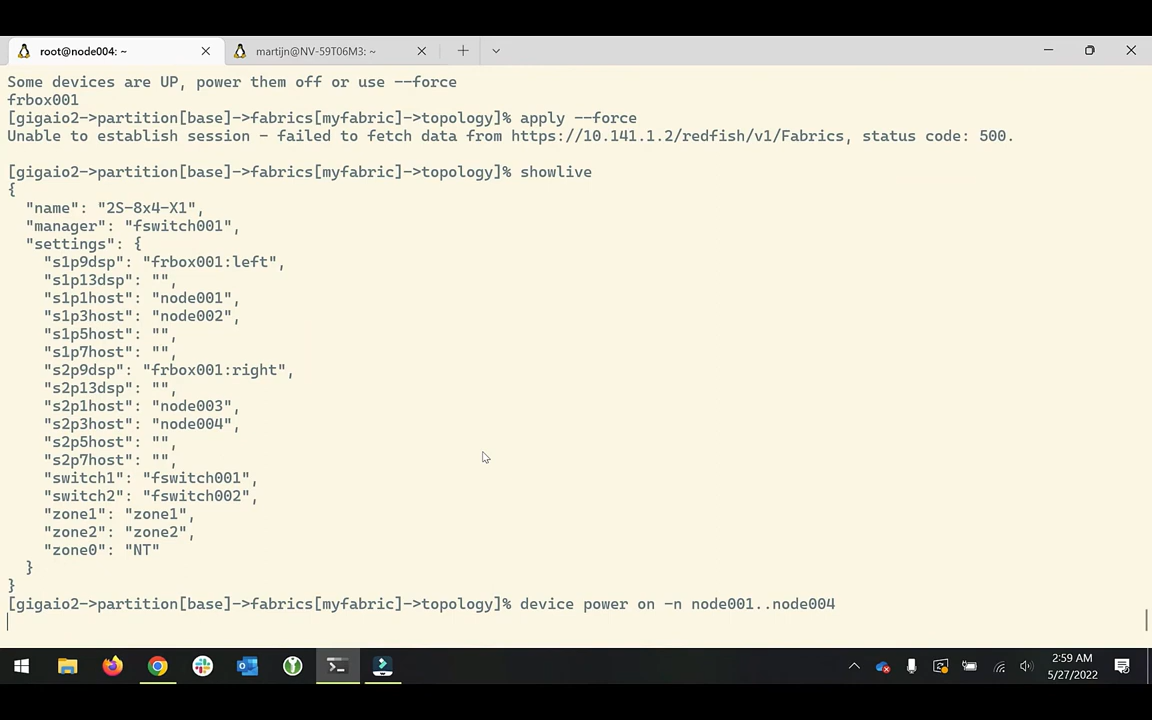 root@node004: ~
martijn@NV-59T06M3: ~
Some devices are UP, power them off or use --force
frbox001
[gigaio2->partition[base]->fabrics[myfabric]->topology]% apply --force
Unable to establish session - failed to fetch data from https://10.141.1.2/redfish/v1/Fabrics, status code: 500.
[gigaio2->partition[base]->fabrics[myfabric]->topology]% showlive
{
"name": "2S-8x4-X1",
"manager": "fswitch001",
"settings": {
"s1p9dsp": "frbox001:left",
"s1p13dsp": "",
"s1p1host": "node001",
"s1p3host": "node002",
"s1p5host": "",
"s1p7host": "",
"s2p9dsp": "frbox001:right",
"s2p13dsp": "",
"s2p1host": "node003",
"s2p3host": "node004",
"s2p5host": "",
"s2p7host": "",
"switch1": "fswitch001",
"switch2": "fswitch002",
"zone1": "zone1",
"zone2": "zone2",
"zone0": "NT"
}
}
[gigaio2->partition[base]->fabrics[myfabric]->topology]% device power on -n node001..node004
2:59 AM
5/27/2022